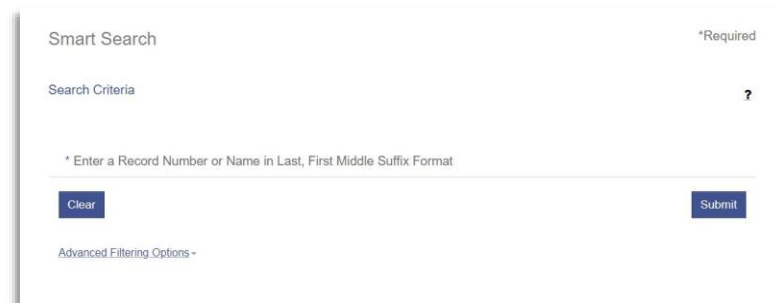 Smart Search
*Required
Search Criteria
?
* Enter a Record Number or Name in Last, First Middle Suffix Format
Clear
Submit
Advanced Filtering Options